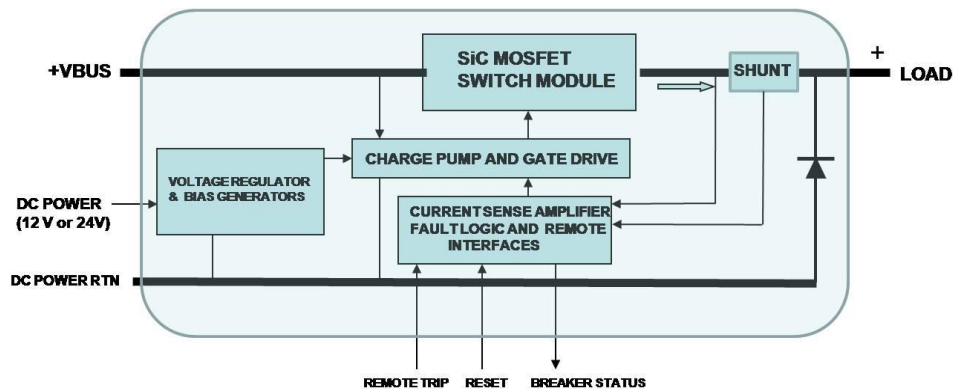 SiC MOSFET
SWITCH MODULE
+VBUS
SHUNT
+
LOAD
CHARGE PUMP AND GATE DRIVE
VOLTAGE REGULATOR
& BIAS GENERATORS
DC POWER
(12 V or 24V)
CURRENT SENSE AMPLIFIER
FAULT LOGIC AND REMOTE
INTERFACES
DC POWER RTN
REMOTE TRIP
RESET
BREAKER STATUS